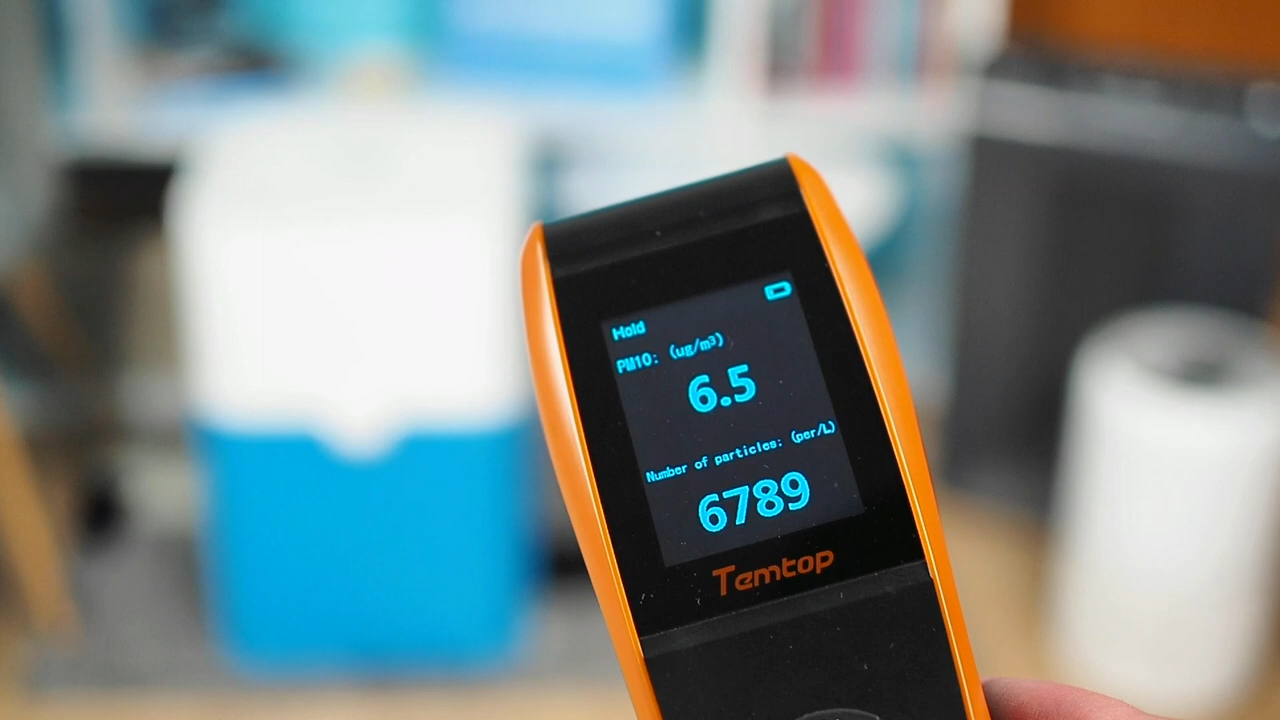 Hold
PM10: (ug/m³)
6.5
Number of particles: (per/L)
6789
Temtop